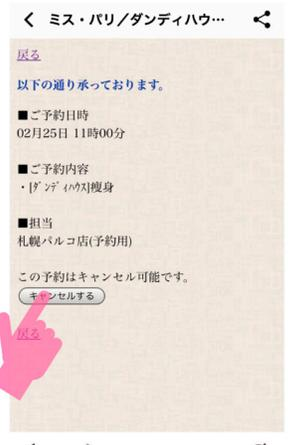 ミス・パリ／ダンディハウ…
戻る
以下の通り承っております。
■ご予約日時
02月25日 11時00分
■ご予約内容
・[ﾀﾞﾝﾃﾞｨﾊｳｽ]痩身
■担当
札幌パルコ店(予約用)
この予約はキャンセル可能です。
キャンセルする
戻る